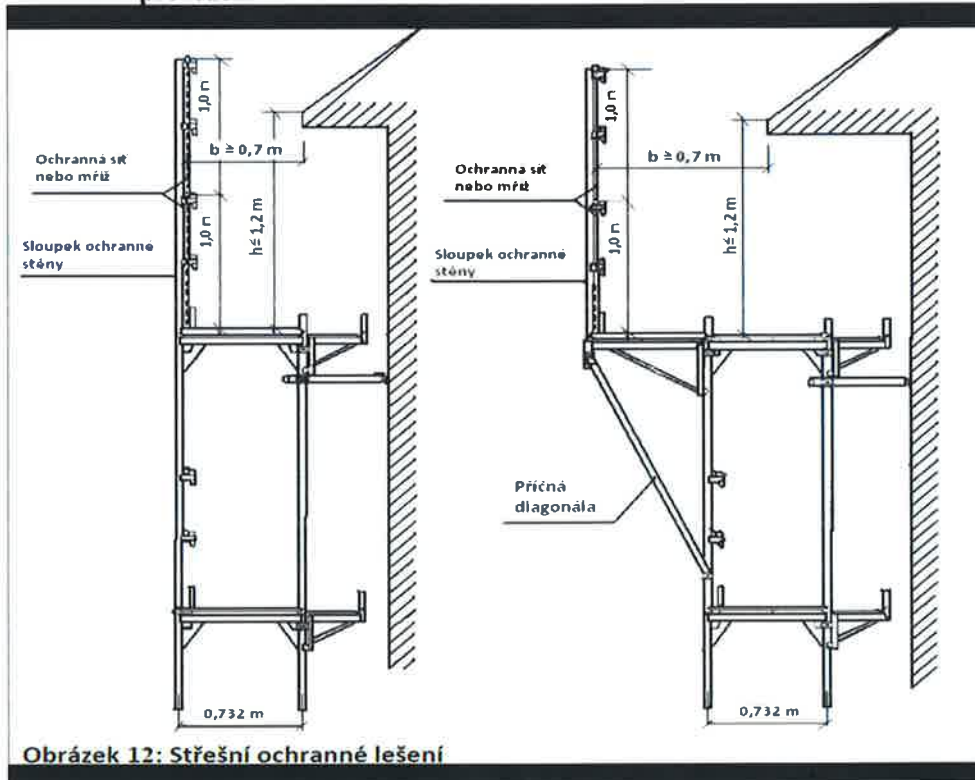 1,0 n
b ≥ 0,7 m
Ochranná síť
nebo mříž
1,0 n
h ≤ 1,2 m
Sloupek ochranné
stěny
0,732 m
1,0 n
b ≥ 0,7 m
Ochranná síť
nebo mříž
1,0 n
h ≤ 1,2 m
Sloupek ochranné
stěny
Příčná
diagonála
0,732 m
Obrázek 12: Střešní ochranné lešení